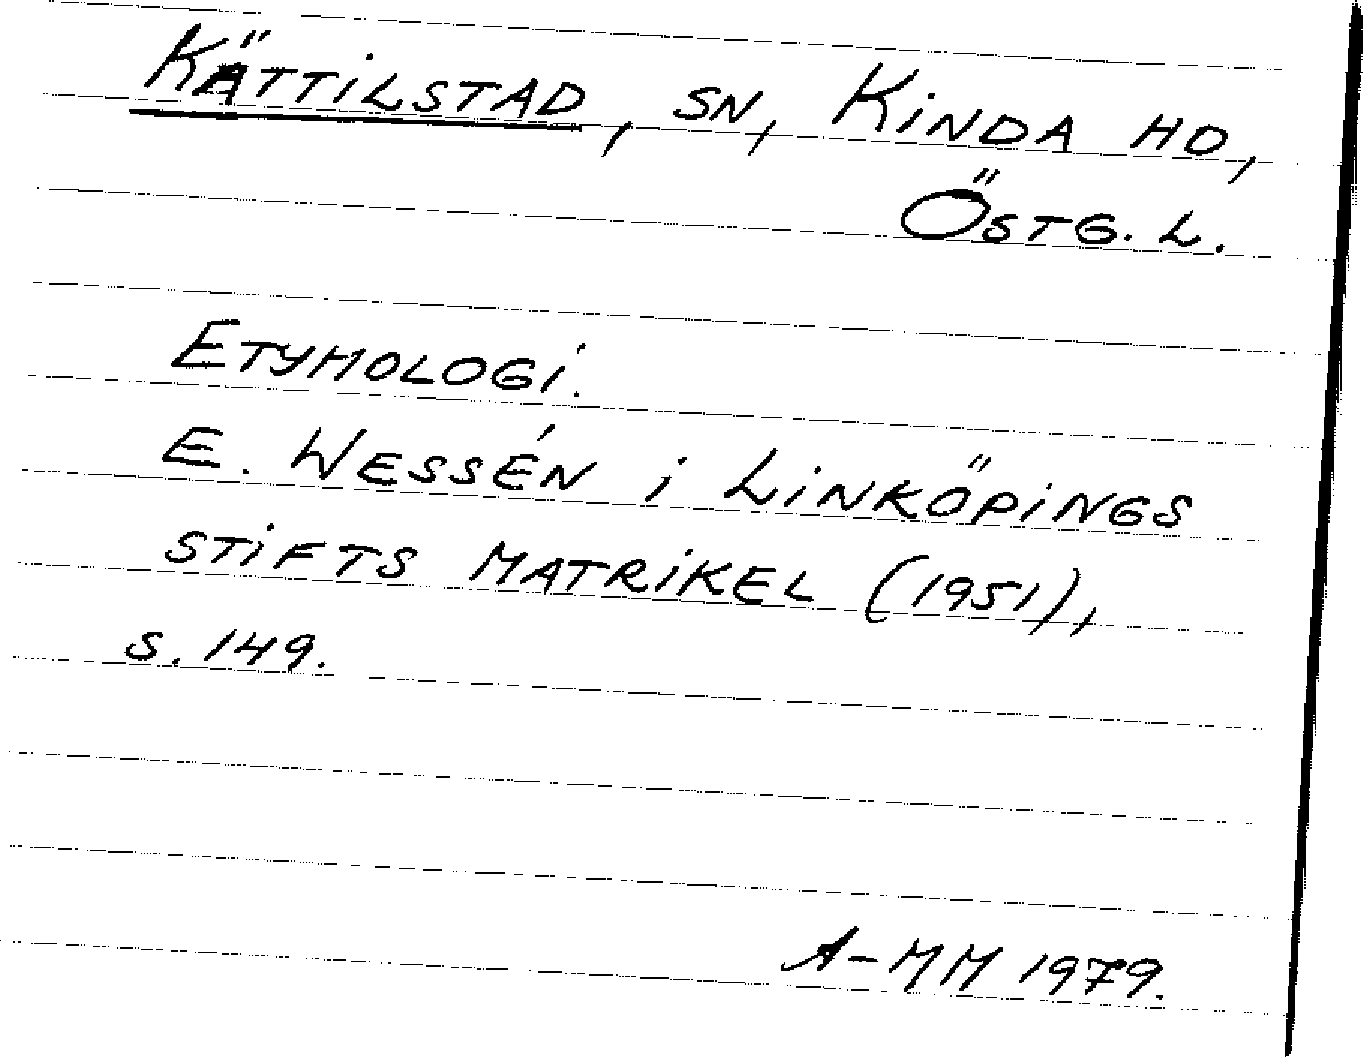 KÄTTILSTAD, SN, KINDA HD,
ÖSTG. L.
ETYMOLOGI.
E. WESSÉN i LINKÖPINGS
STIFTS MATRIKEL (1951),
S. 149.
A-MM 1979.